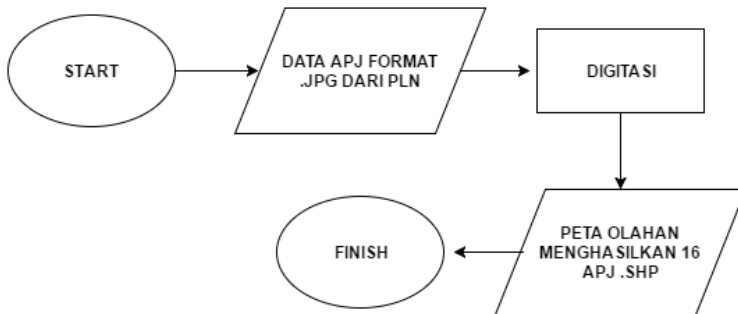 START
DATA APJ FORMAT
.JPG DARI PLN
DIGITASI
PETA OLAHAN
MENGHASILKAN 16
APJ .SHP
FINISH